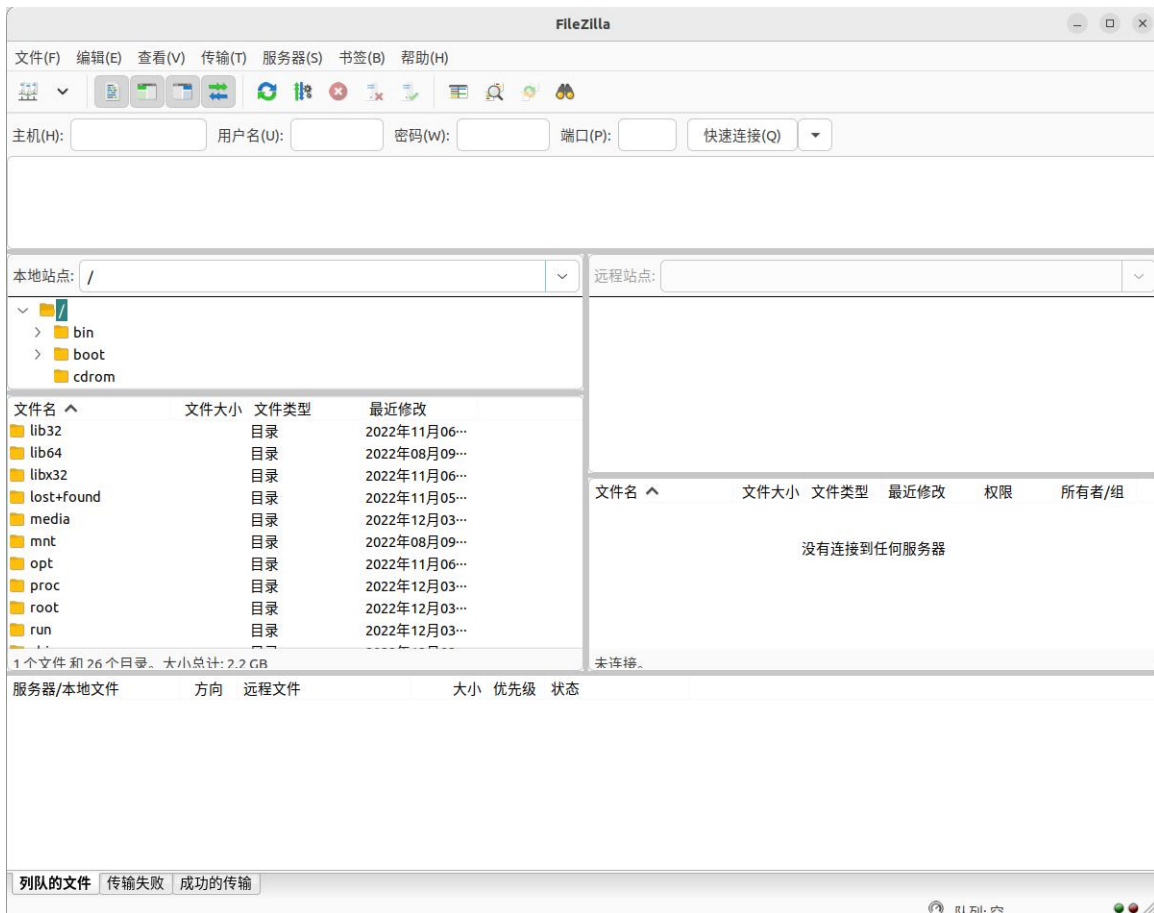 FileZilla
文件(F) 编辑(E) 查看(V) 传输(T) 服务器(S) 书签(B) 帮助(H)
主机(H): 用户名(U): 密码(W): 端口(P): 快速连接(Q)
本地站点: /
远程站点:
/
bin
boot
cdrom
文件名 文件大小 文件类型 最近修改
lib32 目录 2022年11月06…
lib64 目录 2022年08月09…
libx32 目录 2022年11月06…
lost+found 目录 2022年11月05…
media 目录 2022年12月03…
mnt 目录 2022年08月09…
opt 目录 2022年11月06…
proc 目录 2022年12月03…
root 目录 2022年12月03…
run 目录 2022年12月03…
1个文件 和 26个目录。大小总计: 2.2 GB
文件名 文件大小 文件类型 最近修改 权限 所有者/组
没有连接到任何服务器
未连接。
服务器/本地文件 方向 远程文件 大小 优先级 状态
列队的文件 传输失败 成功的传输
队列: 空